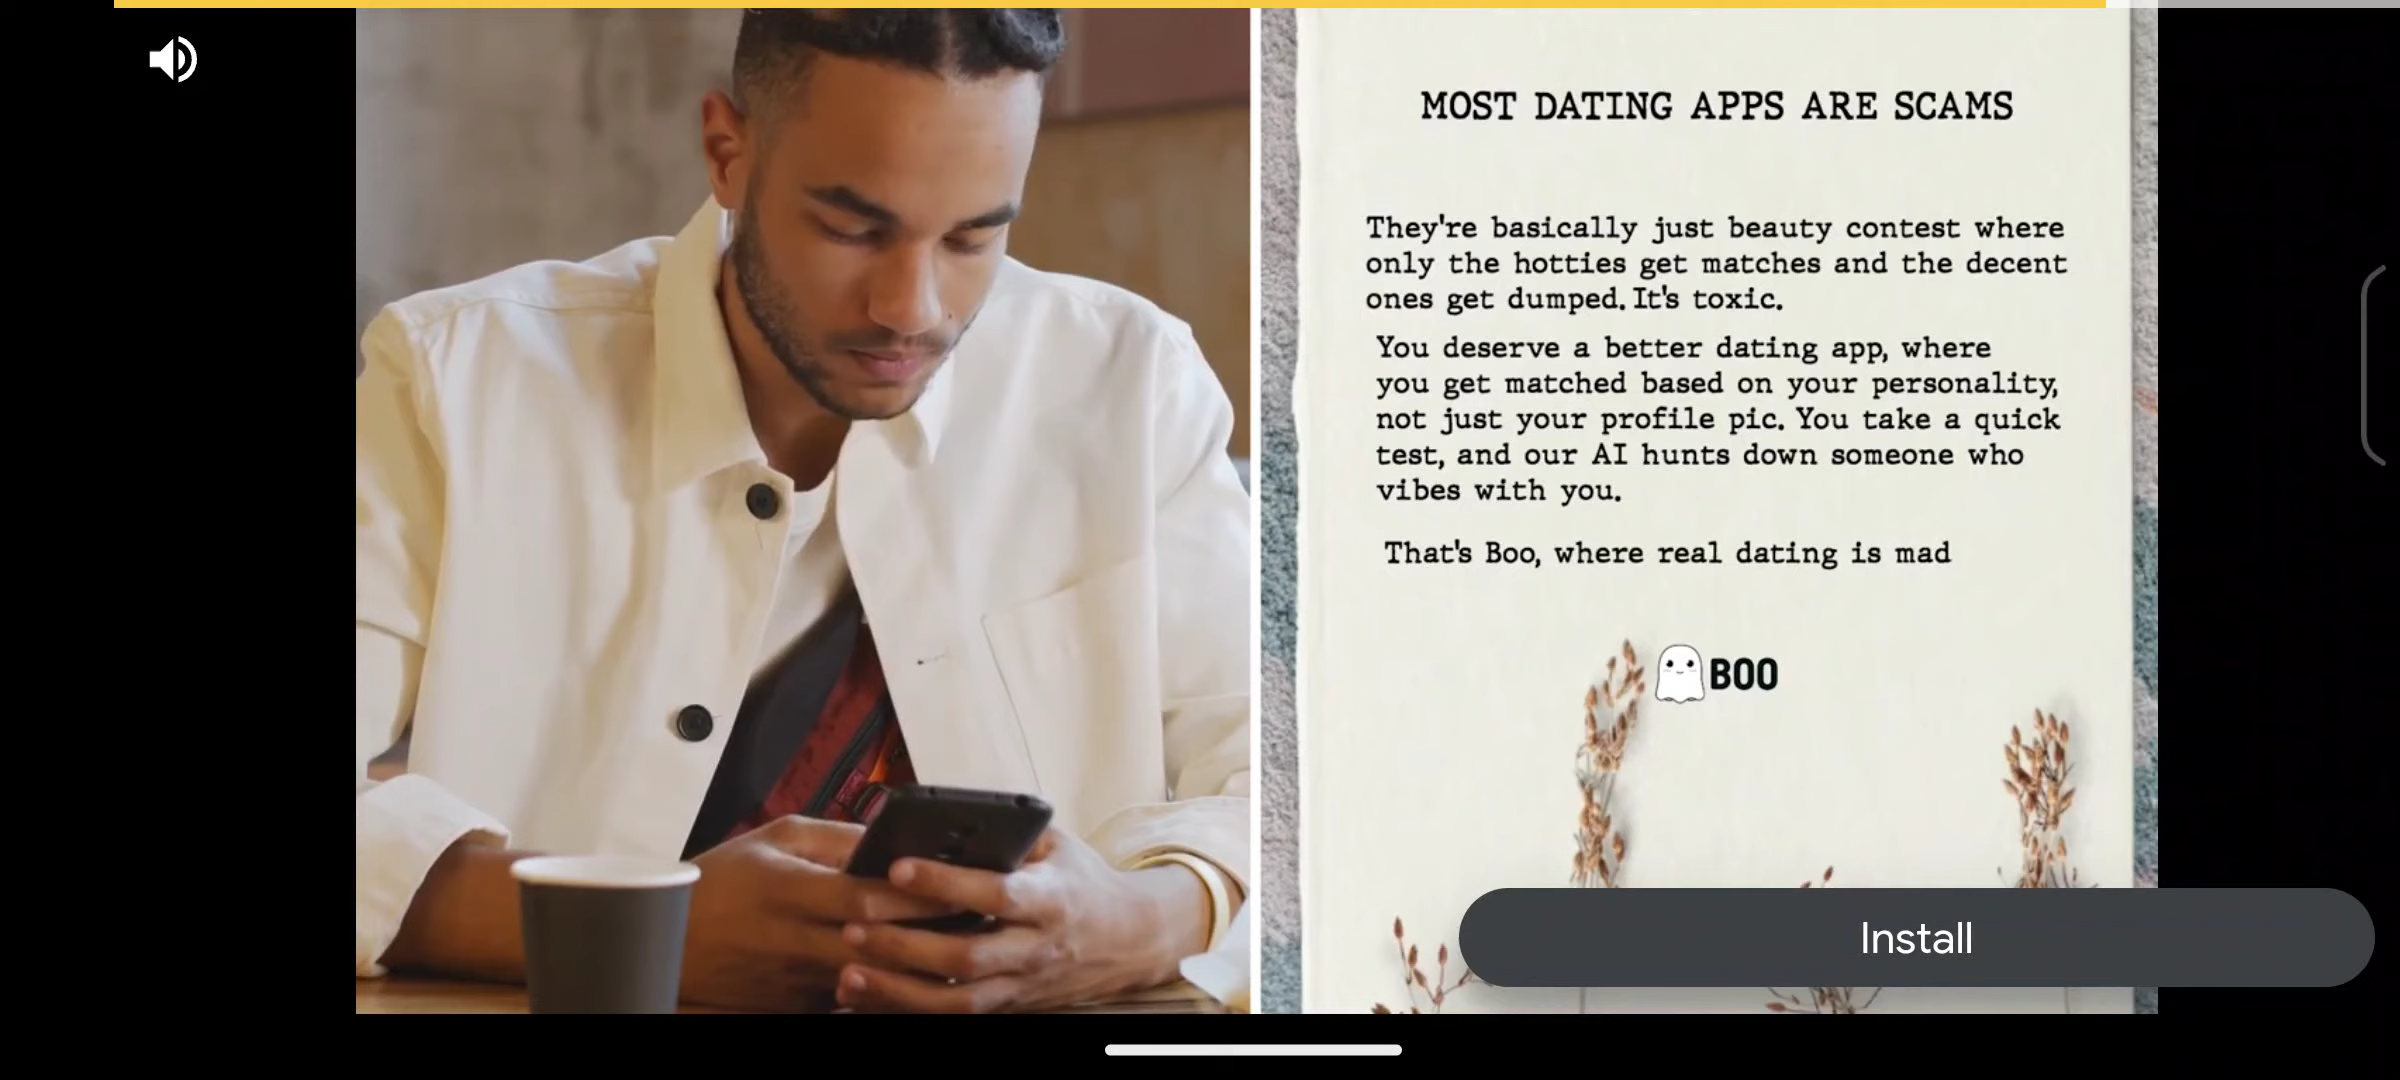 MOST DATING APPS ARE SCAMS
They're basically just beauty contest where
only the hotties get matches and the decent
ones get dumped. It's toxic.
You deserve a better dating app, where
you get matched based on your personality,
not just your profile pic. You take a quick
test, and our AI hunts down someone who
vibes with you.
That's Boo, where real dating is mad
BOO
Install